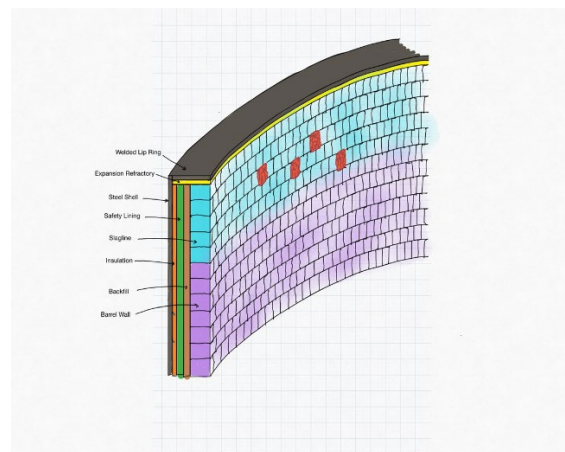 Welded Lip Ring
Expansion Refractory
Steel Shell
Safety Lining
Slagline
Insulation
Backfill
Barrel Wall